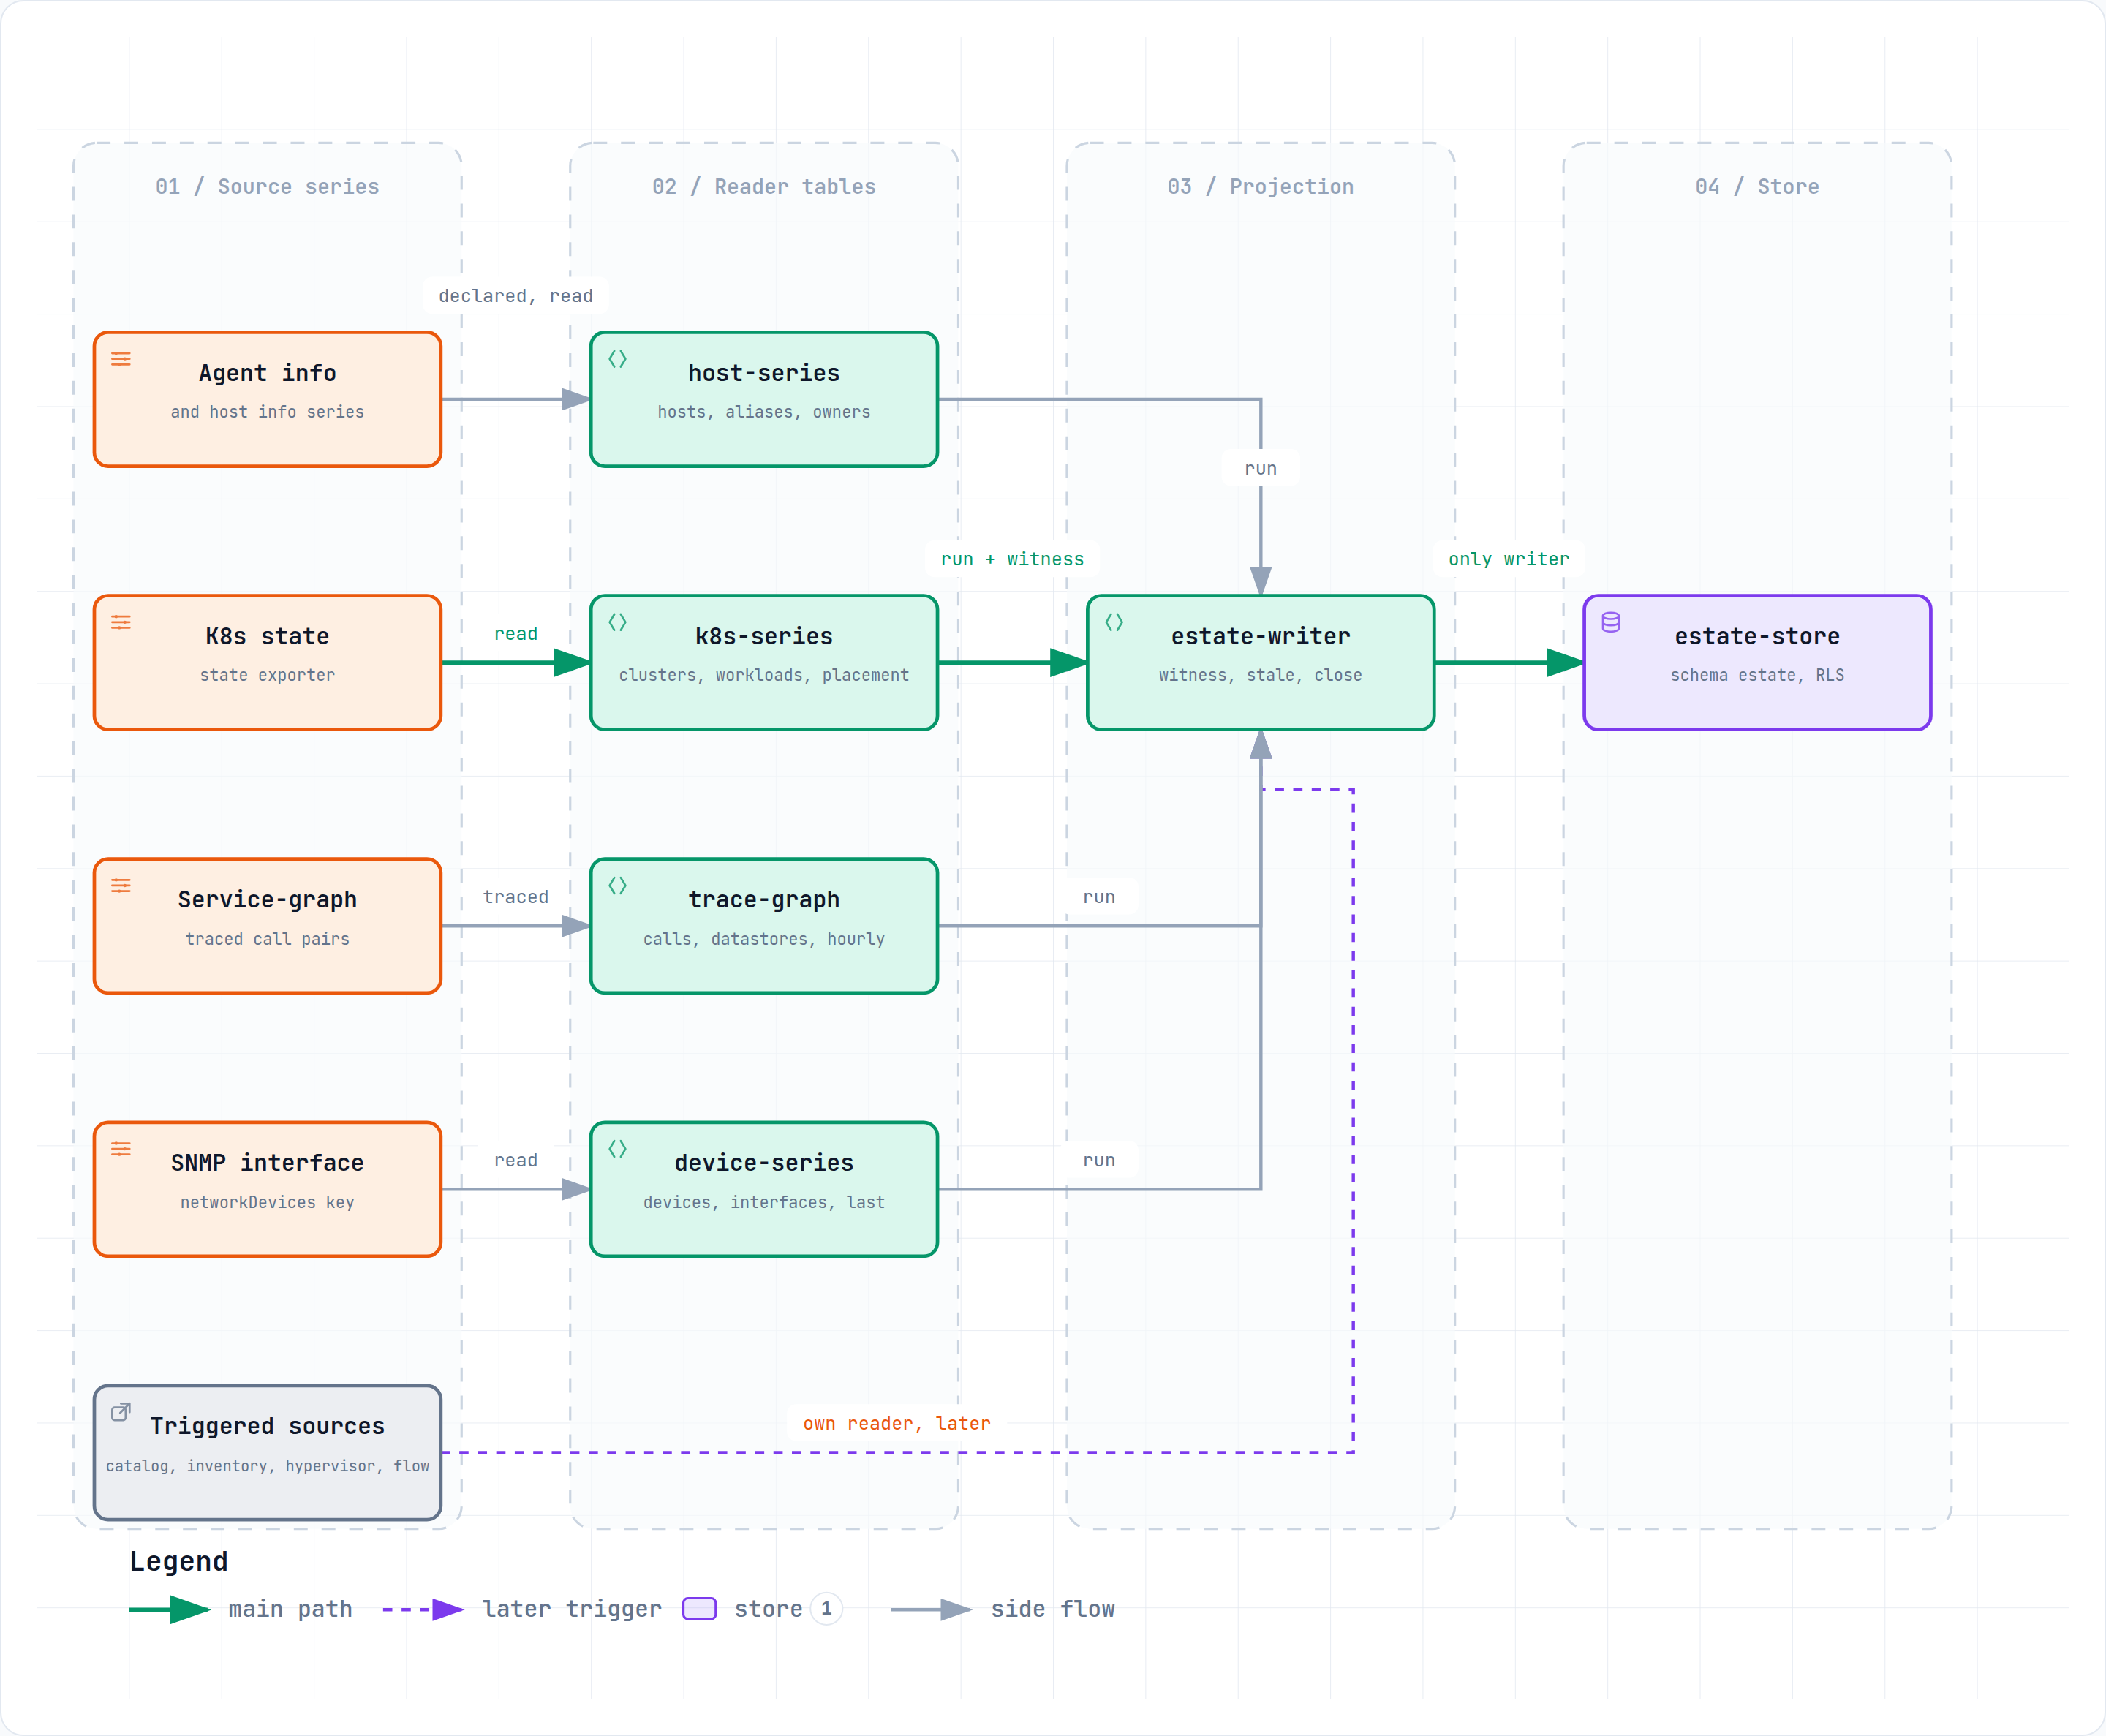 01 / Source series
02 / Reader tables
03 / Projection
04 / Store
declared, read
Agent info
and host info series
host-series
hosts, aliases, owners
run
run + witness
only writer
K8s state
state exporter
read
k8s-series
clusters, workloads, placement
estate-writer
witness, stale, close
estate-store
schema estate, RLS
Service-graph
traced call pairs
traced
trace-graph
calls, datastores, hourly
run
SNMP interface
networkDevices key
read
device-series
devices, interfaces, last
run
Triggered sources
catalog, inventory, hypervisor, flow
own reader, later
Legend
main path
later trigger
store
1
side flow